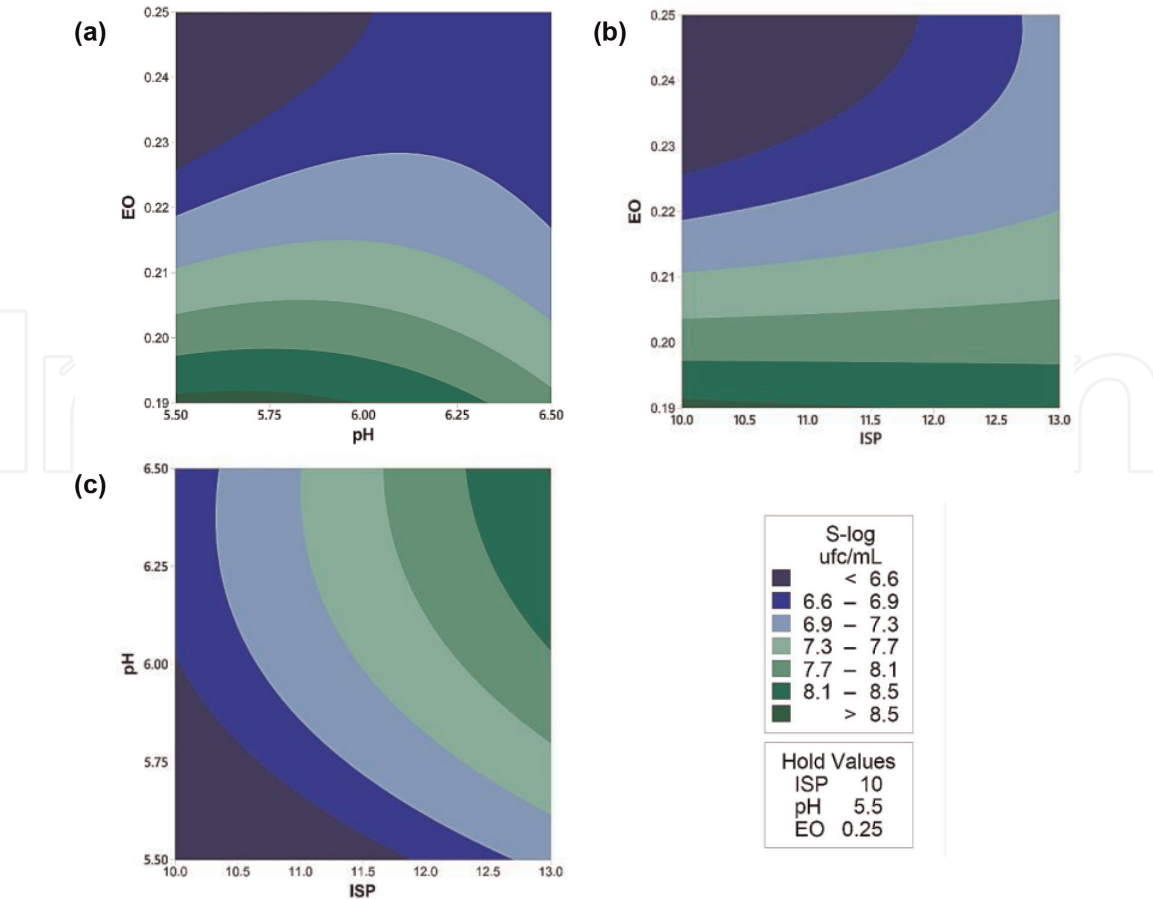 (a)
0.25
0.24
0.23
0.22
0.21
0.20
0.19
EO
5.50 5.75 6.00 6.25 6.50
pH
(b)
0.25
0.24
0.23
0.22
0.21
0.20
0.19
EO
10.0 10.5 11.0 11.5 12.0 12.5 13.0
ISP
(c)
6.50
6.25
6.00
5.75
5.50
pH
10.0 10.5 11.0 11.5 12.0 12.5 13.0
ISP
S-log
ufc/mL
< 6.6
6.6 – 6.9
6.9 – 7.3
7.3 – 7.7
7.7 – 8.1
8.1 – 8.5
> 8.5
Hold Values
ISP 10
pH 5.5
EO 0.25